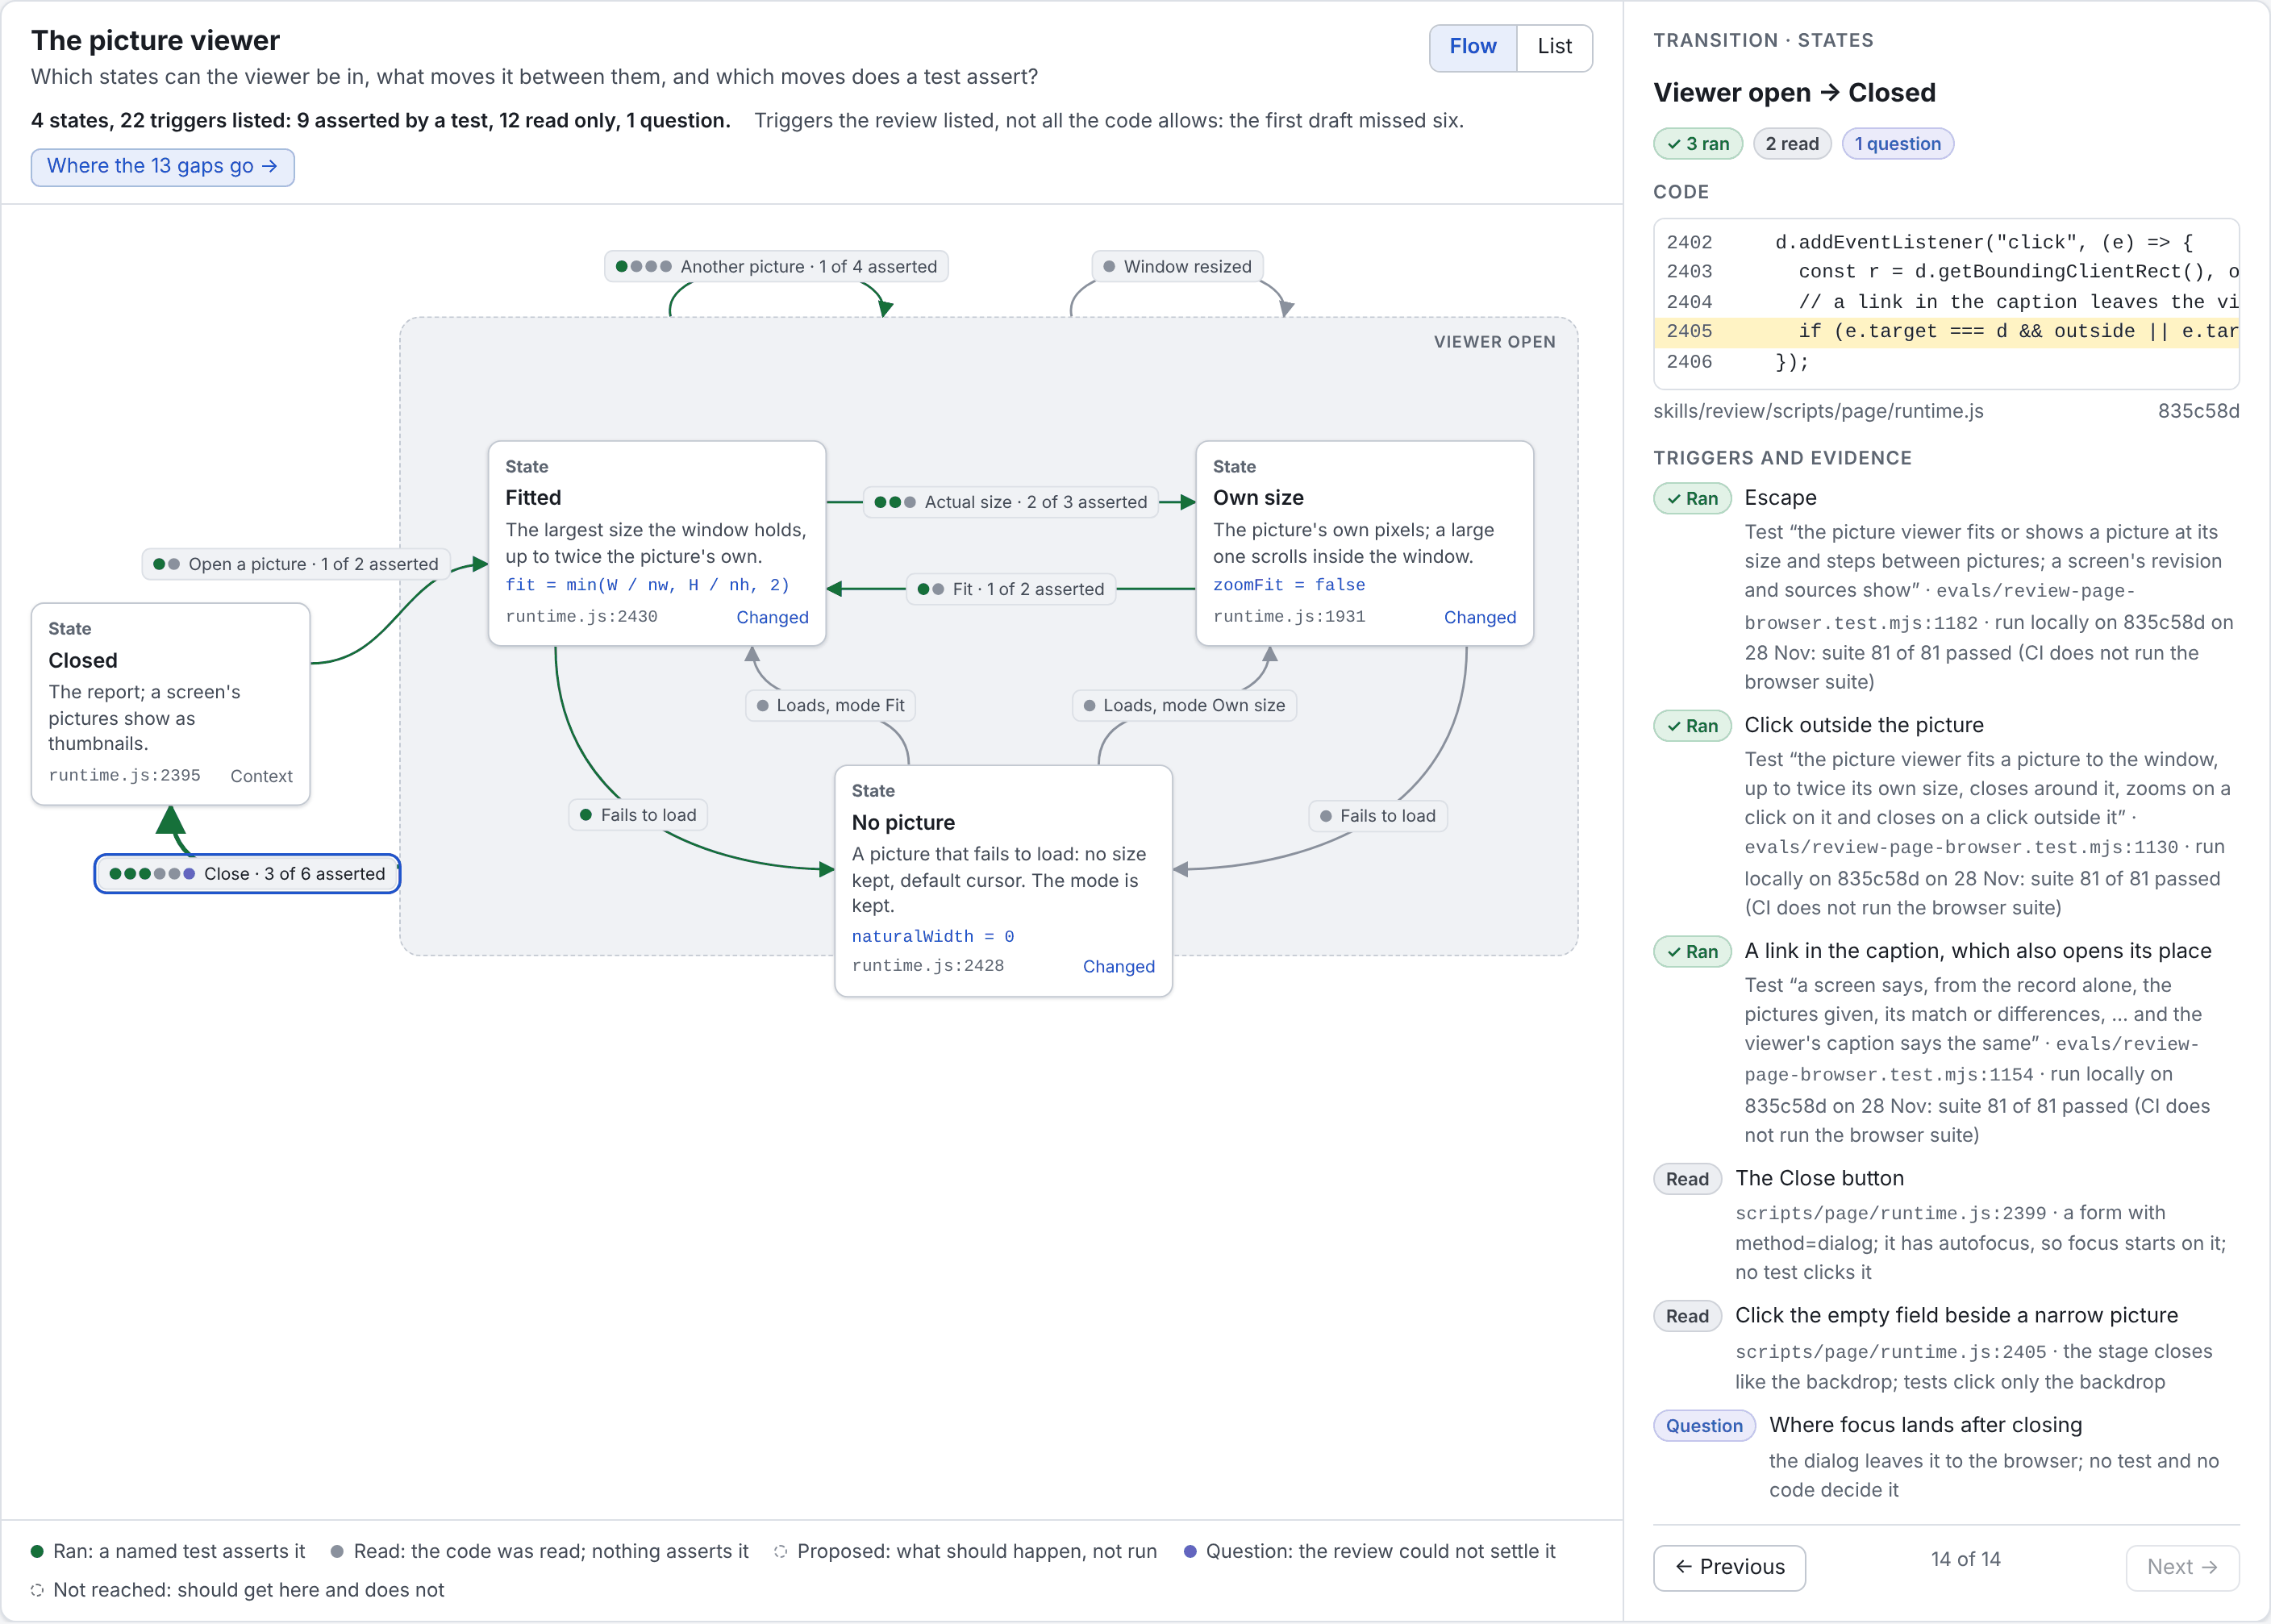 The picture viewer
Which states can the viewer be in, what moves it between them, and which moves does a test assert?
Flow
List
4 states, 22 triggers listed: 9 asserted by a test, 12 read only, 1 question. Triggers the review listed, not all the code allows: the first draft missed six.
Where the 13 gaps go →
Another picture · 1 of 4 asserted
Window resized
VIEWER OPEN
State
Fitted
The largest size the window holds,
up to twice the picture's own.
fit = min(W / nw, H / nh, 2)
runtime.js:2430 Changed
Actual size · 2 of 3 asserted
Fit · 1 of 2 asserted
State
Own size
The picture's own pixels; a large
one scrolls inside the window.
zoomFit = false
runtime.js:1931 Changed
Open a picture · 1 of 2 asserted
State
Closed
The report; a screen's
pictures show as
thumbnails.
runtime.js:2395 Context
Loads, mode Fit
Loads, mode Own size
Fails to load
Fails to load
Close · 3 of 6 asserted
State
No picture
A picture that fails to load: no size
kept, default cursor. The mode is
kept.
naturalWidth = 0
runtime.js:2428 Changed
Ran: a named test asserts it
Read: the code was read; nothing asserts it
Proposed: what should happen, not run
Question: the review could not settle it
Not reached: should get here and does not
TRANSITION · STATES
Viewer open → Closed
✓ 3 ran
2 read
1 question
CODE
2402 d.addEventListener("click", (e) => {
2403 const r = d.getBoundingClientRect(), o
2404 // a link in the caption leaves the vi
2405 if (e.target === d && outside || e.tar
2406 });
skills/review/scripts/page/runtime.js 835c58d
TRIGGERS AND EVIDENCE
✓ Ran Escape
Test “the picture viewer fits or shows a picture at its
size and steps between pictures; a screen's revision
and sources show” · evals/review-page-
browser.test.mjs:1182 · run locally on 835c58d on
28 Nov: suite 81 of 81 passed (CI does not run the
browser suite)
✓ Ran Click outside the picture
Test “the picture viewer fits a picture to the window,
up to twice its own size, closes around it, zooms on a
click on it and closes on a click outside it” ·
evals/review-page-browser.test.mjs:1130 · run
locally on 835c58d on 28 Nov: suite 81 of 81 passed
(CI does not run the browser suite)
✓ Ran A link in the caption, which also opens its place
Test “a screen says, from the record alone, the
pictures given, its match or differences, … and the
viewer's caption says the same” · evals/review-
page-browser.test.mjs:1154 · run locally on
835c58d on 28 Nov: suite 81 of 81 passed (CI does
not run the browser suite)
Read The Close button
scripts/page/runtime.js:2399 · a form with
method=dialog; it has autofocus, so focus starts on it;
no test clicks it
Read Click the empty field beside a narrow picture
scripts/page/runtime.js:2405 · the stage closes
like the backdrop; tests click only the backdrop
Question Where focus lands after closing
the dialog leaves it to the browser; no test and no
code decide it
← Previous
14 of 14
Next →